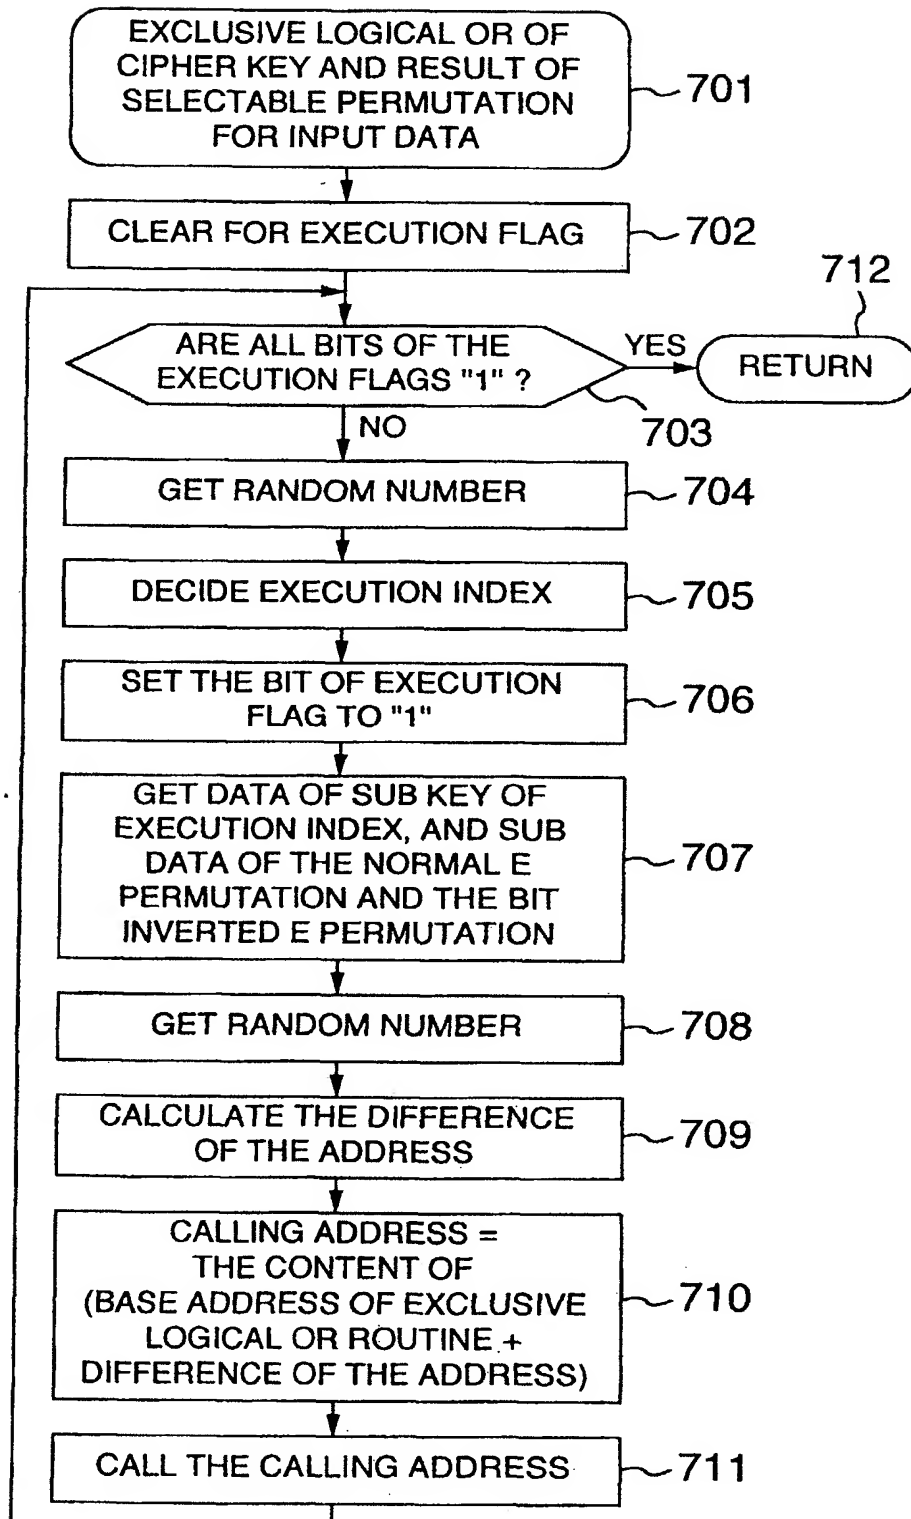 EXCLUSIVE LOGICAL OR OF
CIPHER KEY AND RESULT OF
SELECTABLE PERMUTATION
FOR INPUT DATA
701
CLEAR FOR EXECUTION FLAG
702
712
ARE ALL BITS OF THE
EXECUTION FLAGS "1" ?
YES
RETURN
703
NO
GET RANDOM NUMBER
704
DECIDE EXECUTION INDEX
705
SET THE BIT OF EXECUTION
FLAG TO "1"
706
GET DATA OF SUB KEY OF
EXECUTION INDEX, AND SUB
DATA OF THE NORMAL E
PERMUTATION AND THE BIT
INVERTED E PERMUTATION
707
GET RANDOM NUMBER
708
CALCULATE THE DIFFERENCE
OF THE ADDRESS
709
CALLING ADDRESS =
THE CONTENT OF
(BASE ADDRESS OF EXCLUSIVE
LOGICAL OR ROUTINE +
DIFFERENCE OF THE ADDRESS)
710
CALL THE CALLING ADDRESS
711